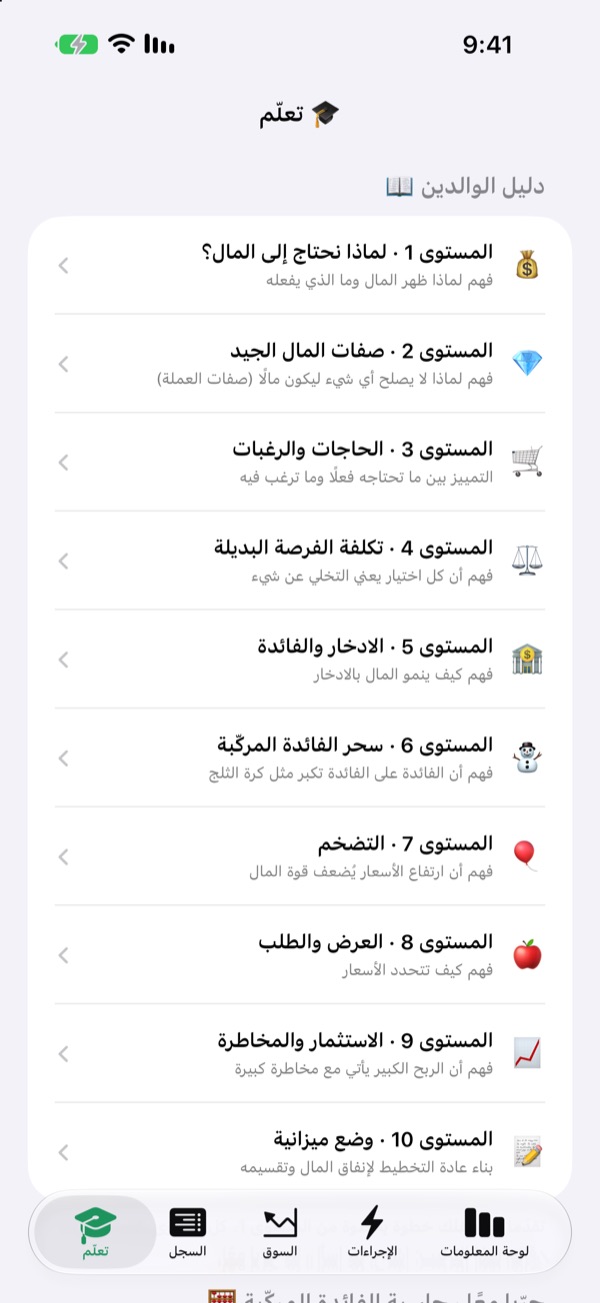 9:41
تعلّم
دليل الوالدين
المستوى 1 · لماذا نحتاج إلى المال؟
فهم لماذا ظهر المال وما الذي يفعله
المستوى 2 · صفات المال الجيد
فهم لماذا لا يصلح أي شيء ليكون مالًا (صفات العملة)
المستوى 3 · الحاجات والرغبات
التمييز بين ما تحتاجه فعلًا وما ترغب فيه
المستوى 4 · تكلفة الفرصة البديلة
فهم أن كل اختيار يعني التخلي عن شيء
المستوى 5 · الادخار والفائدة
فهم كيف ينمو المال بالادخار
المستوى 6 · سحر الفائدة المركّبة
فهم أن الفائدة على الفائدة تكبر مثل كرة الثلج
المستوى 7 · التضخم
فهم أن ارتفاع الأسعار يُضعف قوة المال
المستوى 8 · العرض والطلب
فهم كيف تتحدد الأسعار
المستوى 9 · الاستثمار والمخاطرة
فهم أن الربح الكبير يأتي مع مخاطرة كبيرة
المستوى 10 · وضع ميزانية
بناء عادة التخطيط لإنفاق المال وتقسيمه
لوحة المعلومات
الإجراءات
السوق
السجل
تعلّم